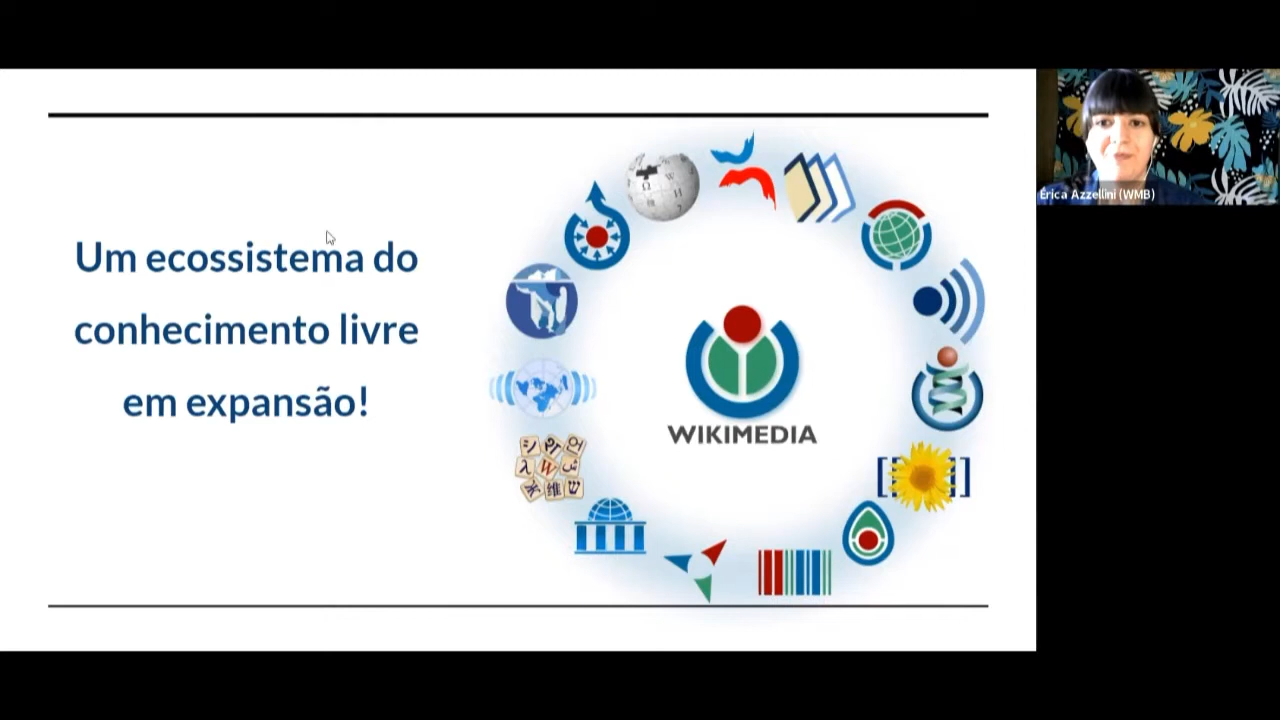 Um ecossistema do
conhecimento livre
em expansão!
WIKIMEDIA
Érica Azzellini (WMB)